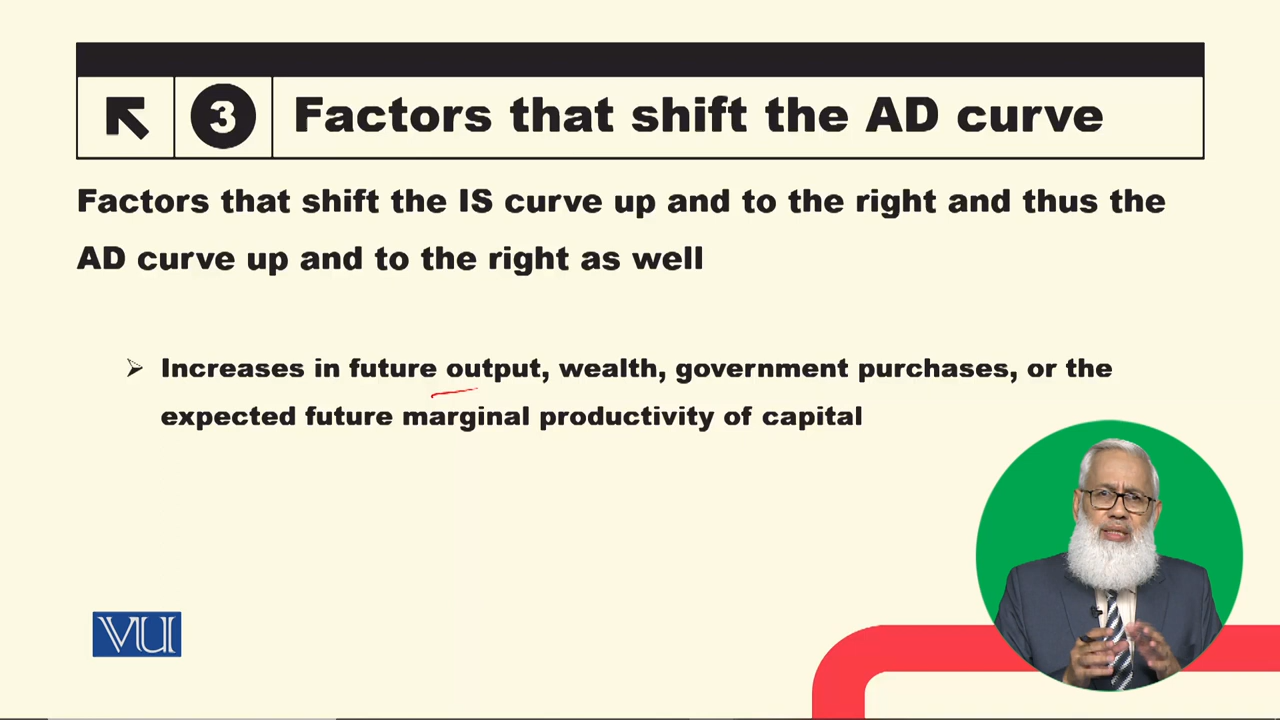 3 Factors that shift the AD curve
Factors that shift the IS curve up and to the right and thus the
AD curve up and to the right as well
➢ Increases in future output, wealth, government purchases, or the
expected future marginal productivity of capital
VU